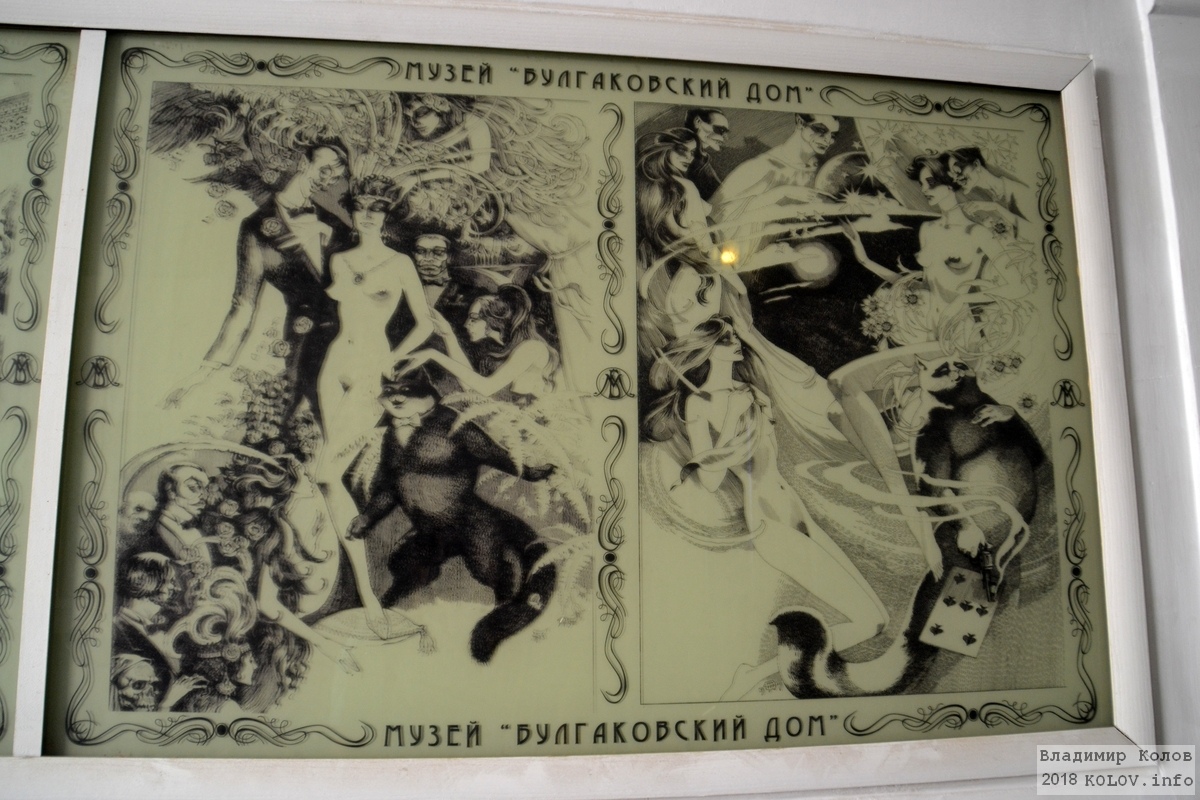 МУЗЕЙ "БУЛГАКОВСКИЙ ДОМ"
МУЗЕЙ "БУЛГАКОВСКИЙ ДОМ"
Владимир Колов
2018 KOLOV.info